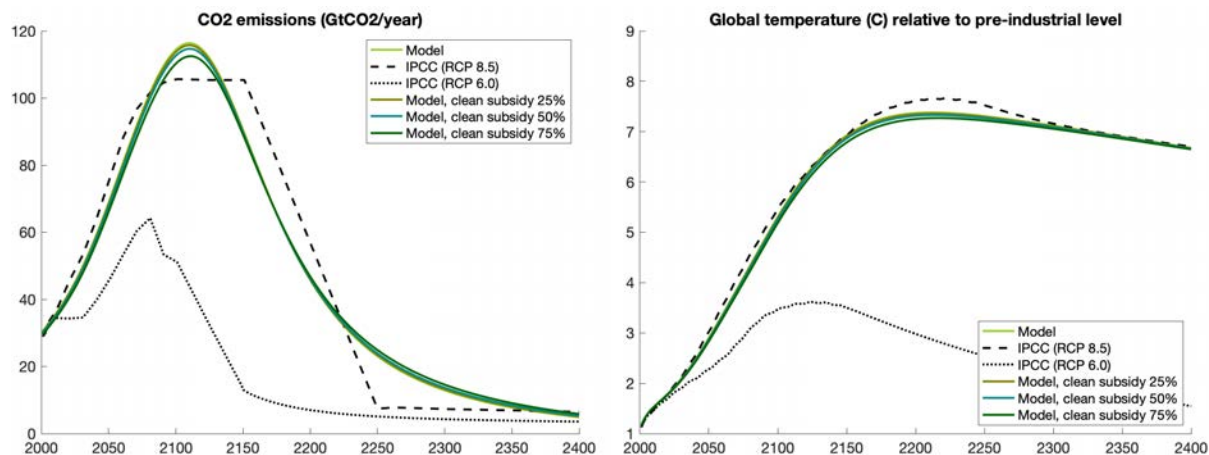 CO2 emissions (GtCO2/year)
120
100
80
60
40
20
0
2000 2050 2100 2150 2200 2250 2300 2350 2400
Model
IPCC (RCP 8.5)
IPCC (RCP 6.0)
Model, clean subsidy 25%
Model, clean subsidy 50%
Model, clean subsidy 75%
Global temperature (C) relative to pre-industrial level
9
8
7
6
5
4
3
2
1
2000 2050 2100 2150 2200 2250 2300 2350 2400
Model
IPCC (RCP 8.5)
IPCC (RCP 6.0)
Model, clean subsidy 25%
Model, clean subsidy 50%
Model, clean subsidy 75%